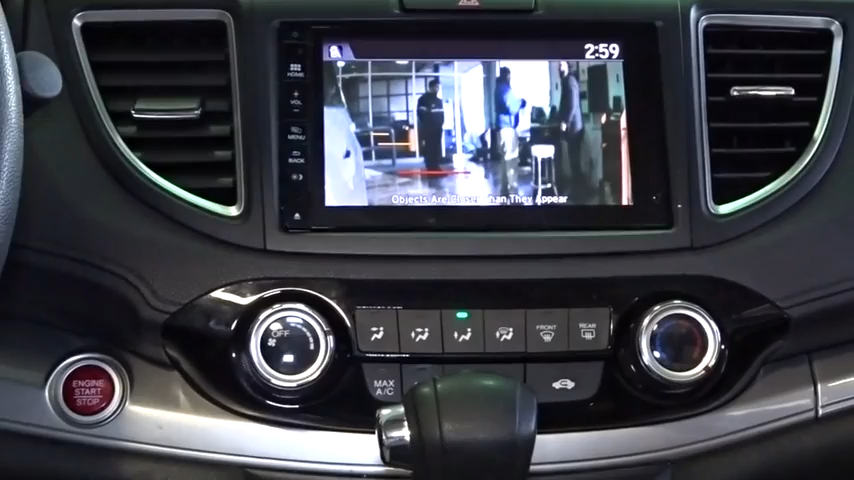 2:59
HOME
VOL
MENU
BACK
Objects Are Closer Than They Appear
OFF
FRONT
REAR
MAX
A/C
ENGINE
START
STOP